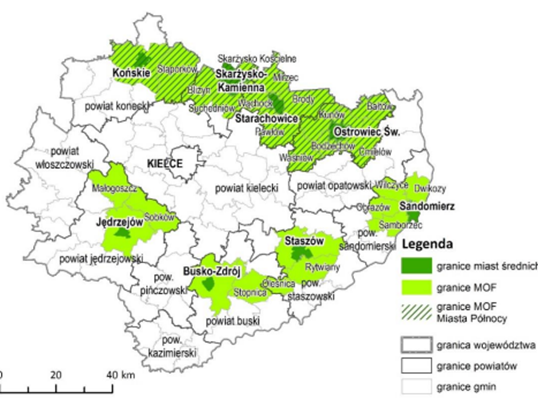 Skarżysko Kościelne
Końskie
Stąporków
Skarżysko-
Kamienna
Mirzec
Bliżyn
powiat konecki
Suchedniów
Wąchock
Brody
Starachowice
Pawłów
Kunów
Bałtów
Ostrowiec Św.
Bodzechów
Ćmielów
Waśniów
powiat
włoszczowski
KIELCE
powiat kielecki
powiat opatowski
Wilczyce
Dwikozy
Małogoszcz
Obrazów
Sandomierz
Samborzec
Sobków
Jędrzejów
pow.
sandomierski
Staszów
Rytwiany
powiat jędrzejowski
pow.
pińczowski
Busko-Zdrój
Stopnica
Oleśnica
pow.
staszowski
powiat buski
pow.
kazimierski
Legenda
granice miast średnich
granice MOF
granice MOF
Miasta Północy
granica województwa
granice powiatów
granice gmin
0 20 40 km